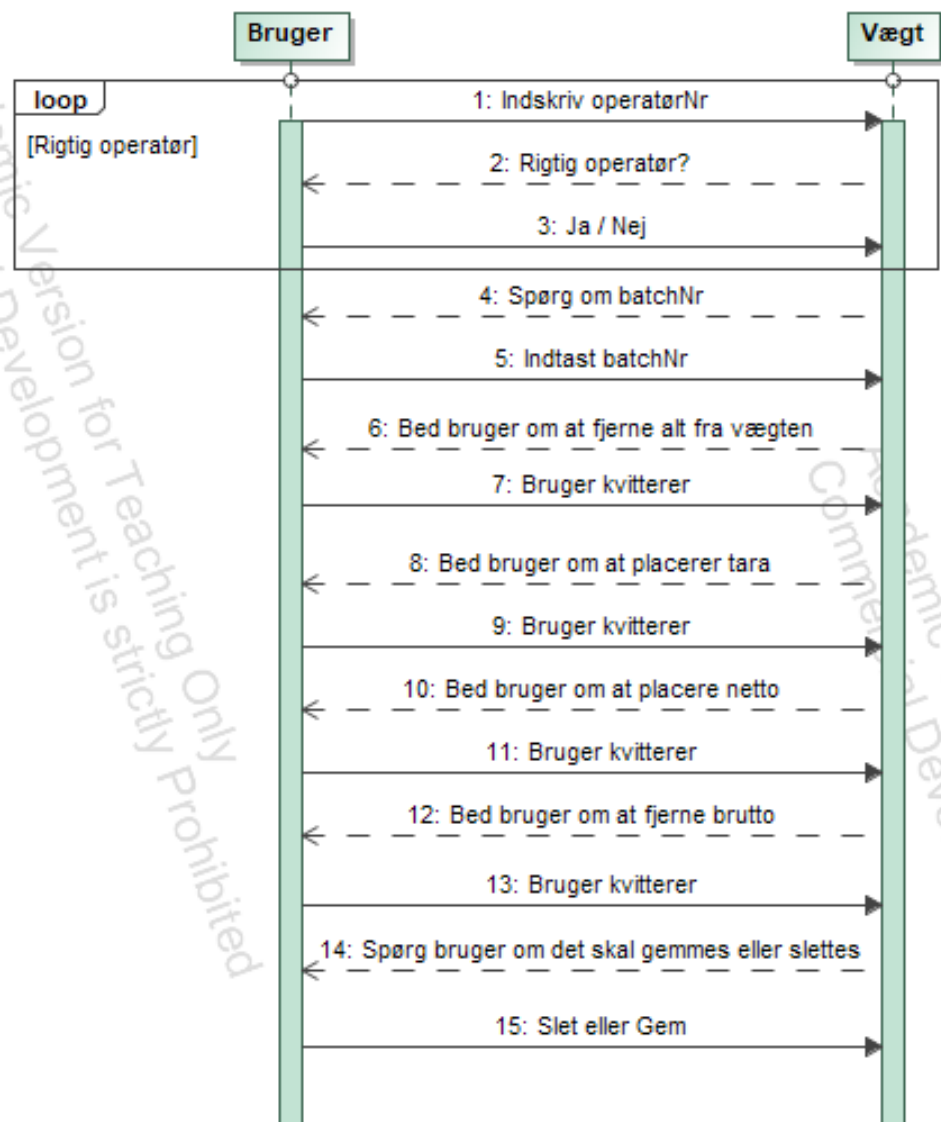 Bruger
Vægt
loop
[Rigtig operatør]
1: Indskriv operatørNr
2: Rigtig operatør?
3: Ja / Nej
4: Spørg om batchNr
5: Indtast batchNr
6: Bed bruger om at fjerne alt fra vægten
7: Bruger kvitterer
8: Bed bruger om at placerer tara
9: Bruger kvitterer
10: Bed bruger om at placere netto
11: Bruger kvitterer
12: Bed bruger om at fjerne brutto
13: Bruger kvitterer
14: Spørg bruger om det skal gemmes eller slettes
15: Slet eller Gem
Version for Teaching Only
Development is strictly Prohibited